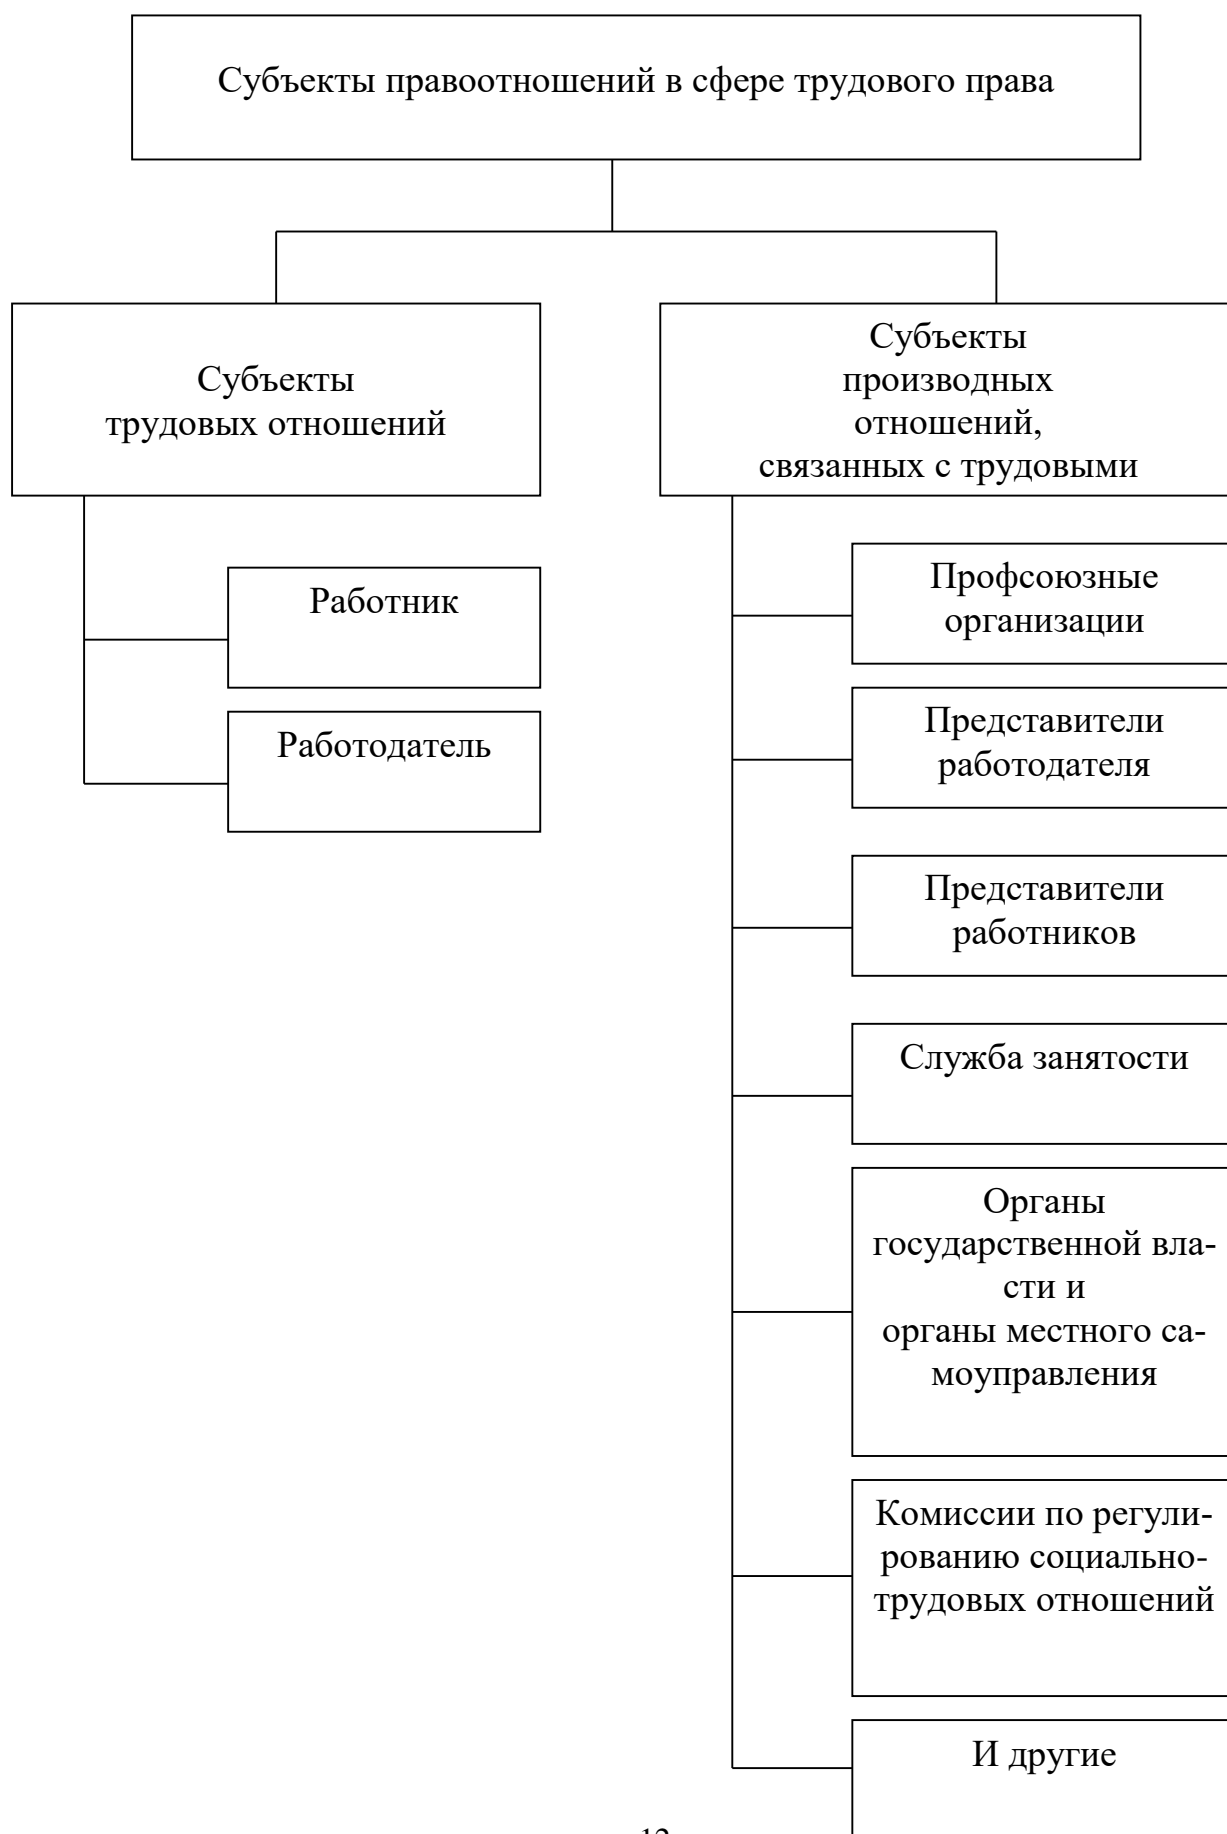 Субъекты правоотношений в сфере трудового права
Субъекты
трудовых отношений
Работник
Работодатель
Субъекты
производных
отношений,
связанных с трудовыми
Профсоюзные
организации
Представители
работодателя
Представители
работников
Служба занятости
Органы
государственной вла-
сти и
органы местного са-
моуправления
Комиссии по регули-
рованию социально-
трудовых отношений
И другие